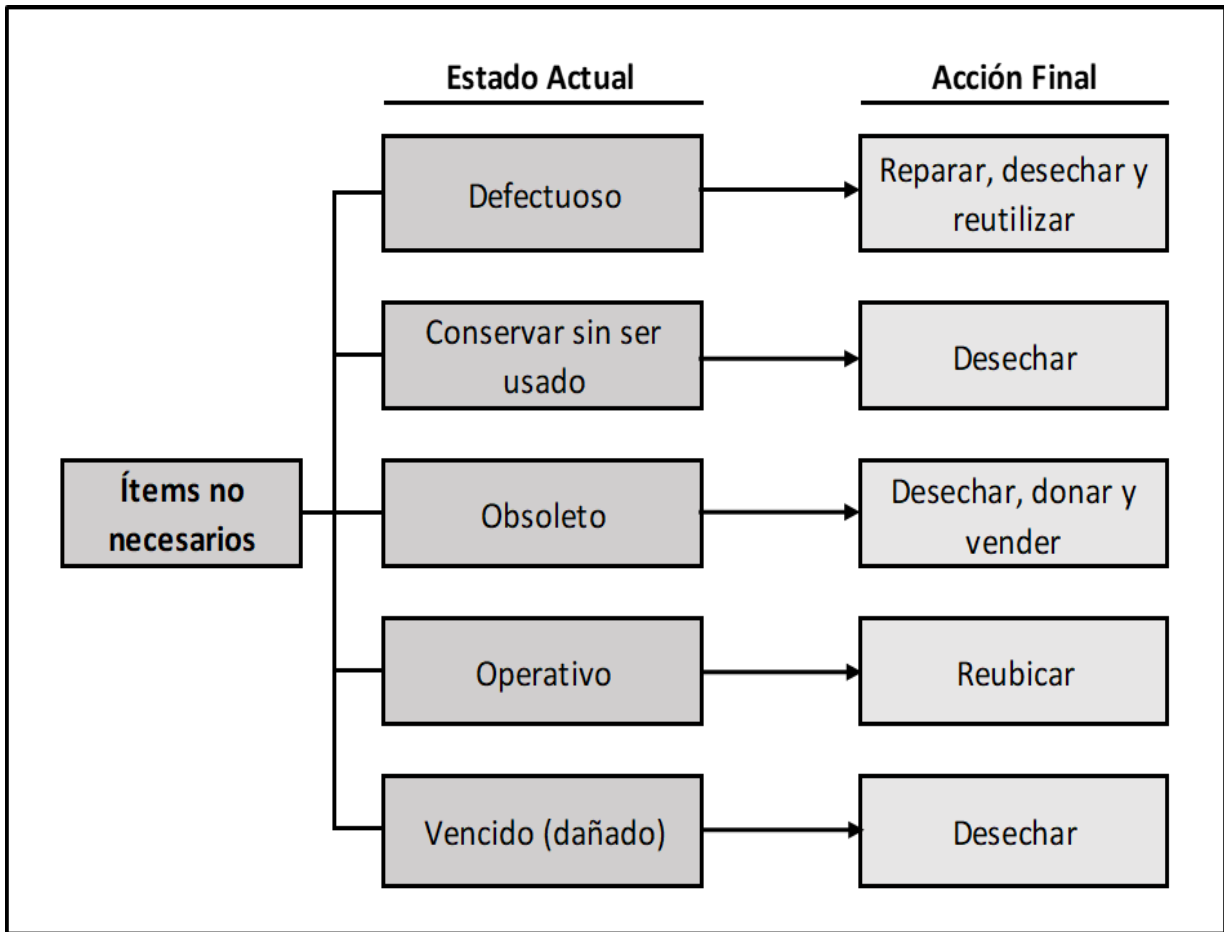 Estado Actual
Acción Final
Defectuoso
Reparar, desechar y
reutilizar
Conservar sin ser
usado
Desechar
Ítems no
necesarios
Obsoleto
Desechar, donar y
vender
Operativo
Reubicar
Vencido (dañado)
Desechar